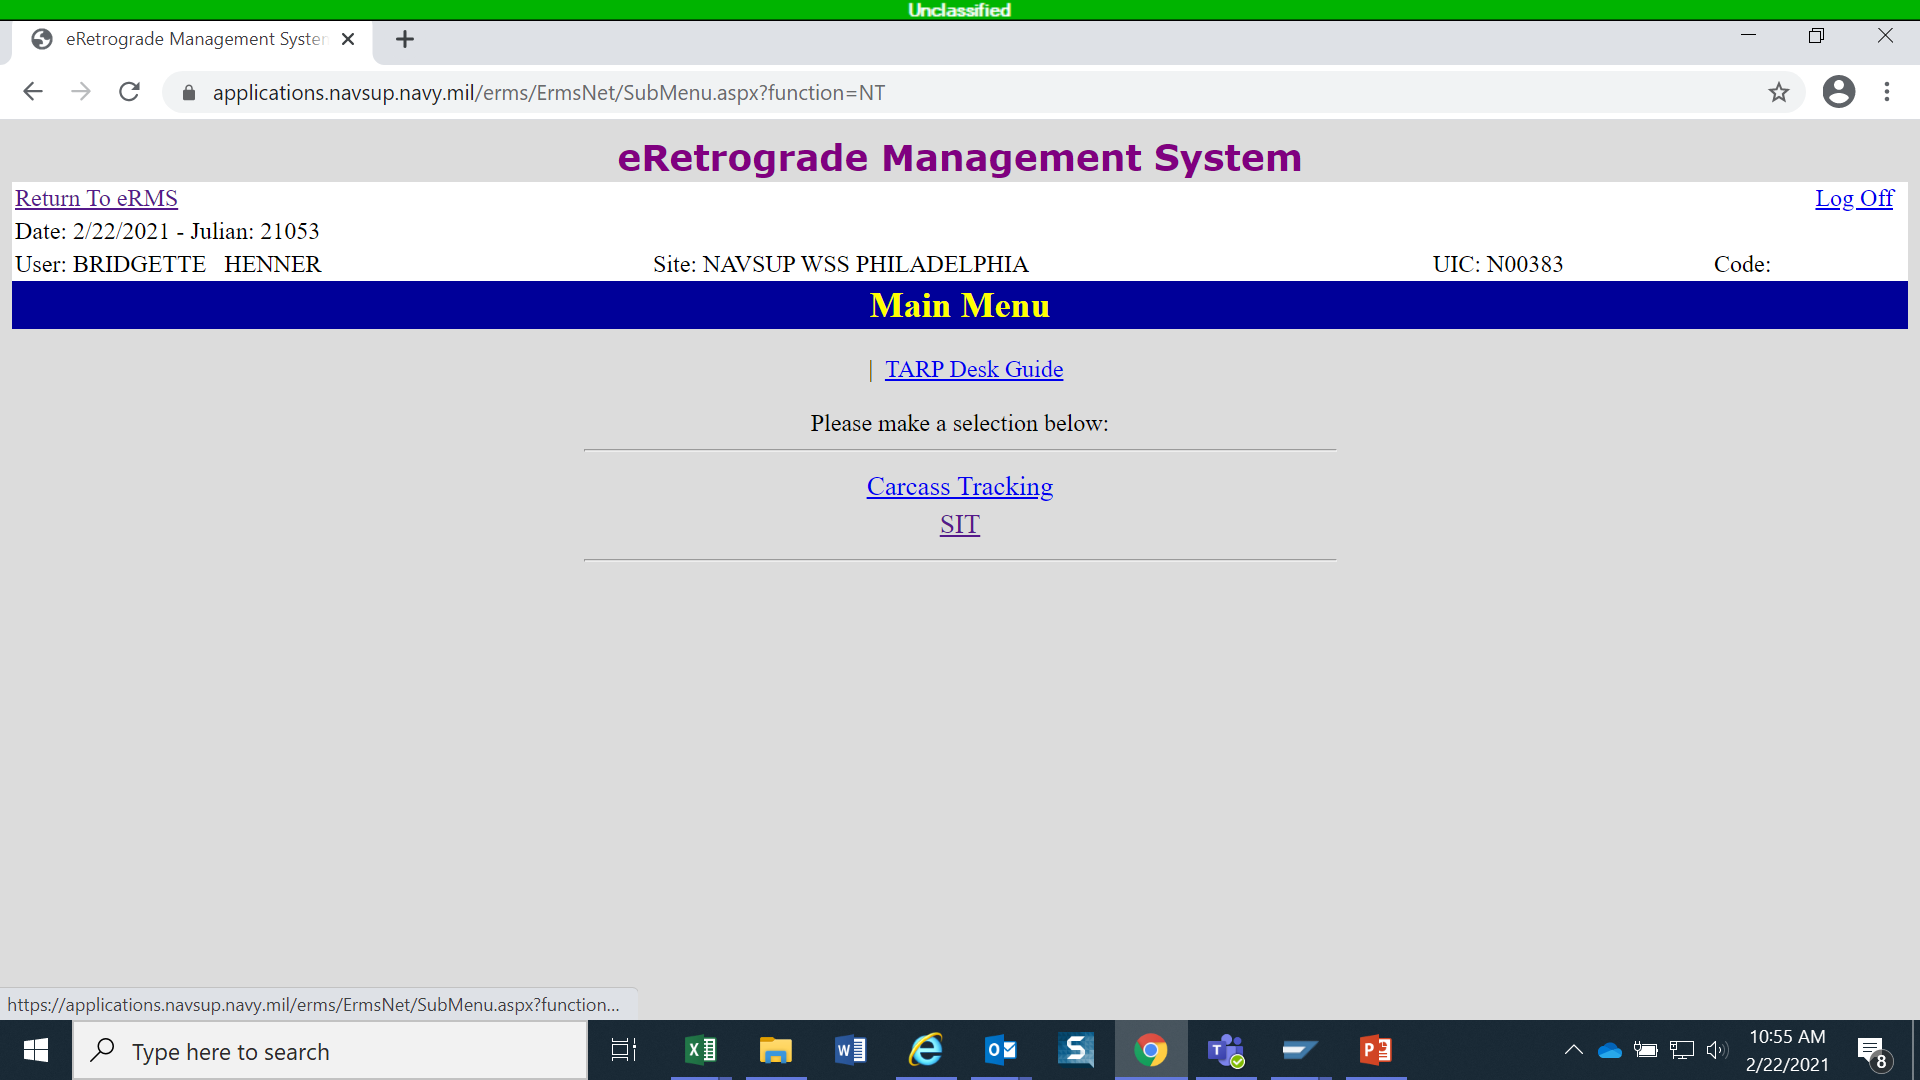 Unclassified
eRetrograde Management System
applications.navsup.navy.mil/erms/ErmsNet/SubMenu.aspx?function=NT
eRetrograde Management System
Return To eRMS Log Off
Date: 2/22/2021 - Julian: 21053
User: BRIDGETTE HENNER Site: NAVSUP WSS PHILADELPHIA UIC: N00383 Code:
Main Menu
| TARP Desk Guide
Please make a selection below:
Carcass Tracking
SIT
https://applications.navsup.navy.mil/erms/ErmsNet/SubMenu.aspx?function...
Type here to search
10:55 AM
2/22/2021
8